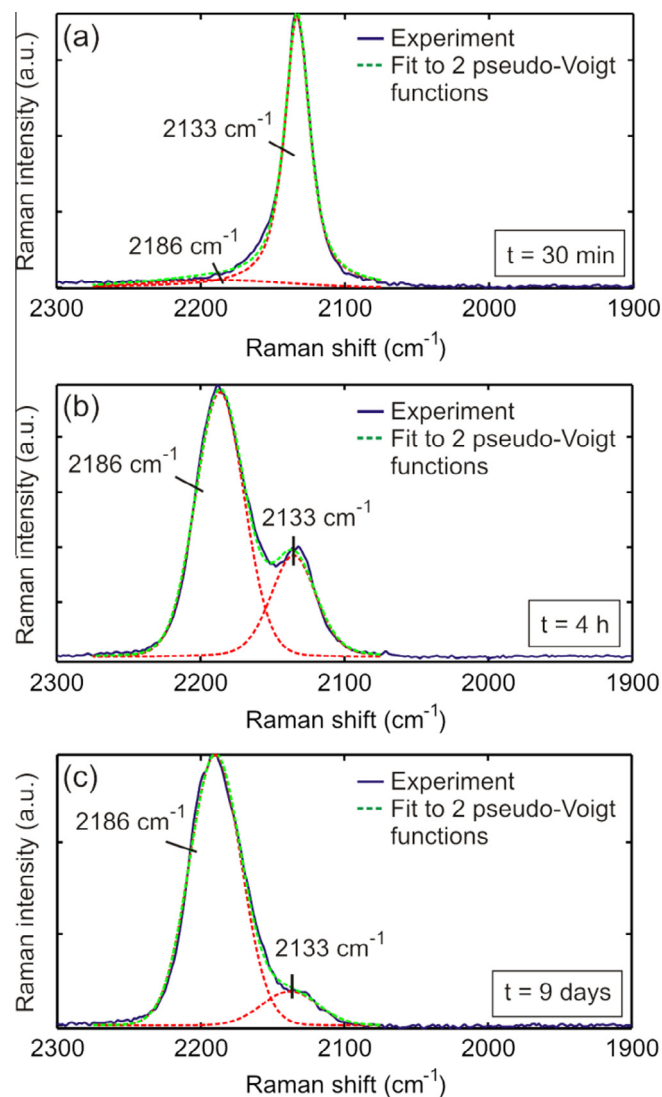 (a)
Experiment
Fit to 2 pseudo-Voigt
functions
2133 cm⁻¹
2186 cm⁻¹
t = 30 min
Raman intensity (a.u.)
2300 2200 2100 2000 1900
Raman shift (cm⁻¹)
(b)
Experiment
Fit to 2 pseudo-Voigt
functions
2186 cm⁻¹
2133 cm⁻¹
t = 4 h
Raman intensity (a.u.)
2300 2200 2100 2000 1900
Raman shift (cm⁻¹)
(c)
Experiment
Fit to 2 pseudo-Voigt
functions
2186 cm⁻¹
2133 cm⁻¹
t = 9 days
Raman intensity (a.u.)
2300 2200 2100 2000 1900
Raman shift (cm⁻¹)